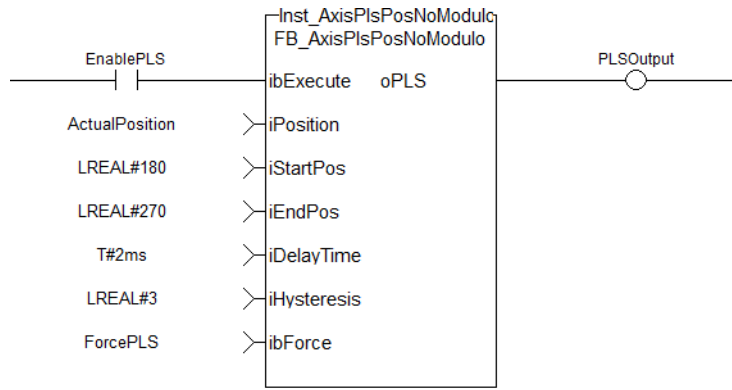 Inst_AxisPlsPosNoModulo
FB_AxisPlsPosNoModulo
EnablePLS
PLSOutput
ibExecute oPLS
ActualPosition iPosition
LREAL#180 iStartPos
LREAL#270 iEndPos
T#2ms iDelayTime
LREAL#3 iHysteresis
ForcePLS ibForce